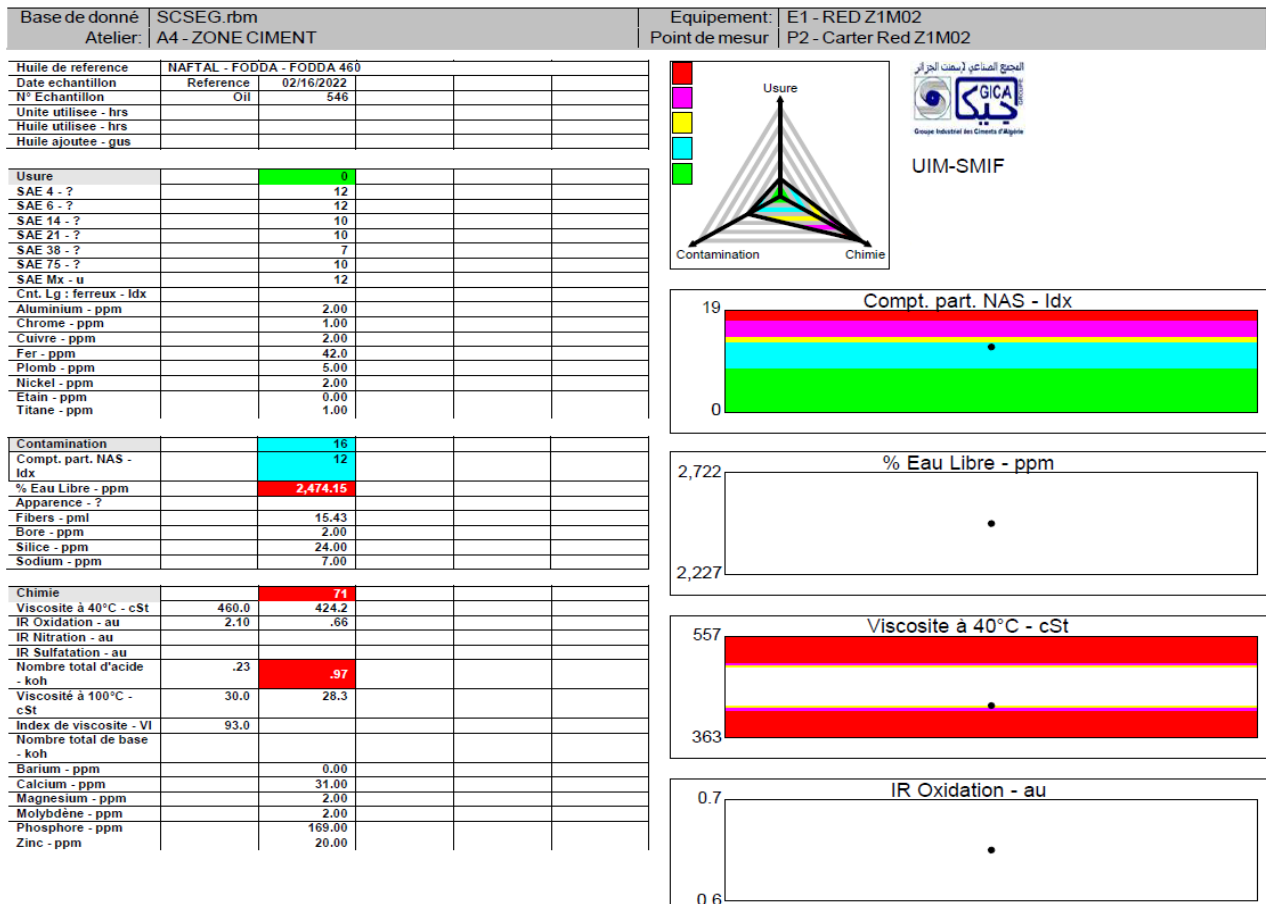 Base de donné SCSEG.rbm Equipement: E1 - RED Z1M02
Atelier: A4 - ZONE CIMENT Point de mesur P2 - Carter Red Z1M02
Huile de reference NAFTAL - FODDA - FODDA 460
Date echantillon Reference 02/16/2022
N° Echantillon Oil 546
Unite utilisee - hrs
Huile utilisee - hrs
Huile ajoutee - gus
Usure 0
SAE 4 - ? 12
SAE 6 - ? 12
SAE 14 - ? 10
SAE 21 - ? 10
SAE 38 - ? 7
SAE 75 - ? 10
SAE Mx - u 12
Cnt. Lg : ferreux - Idx
Aluminium - ppm 2.00
Chrome - ppm 1.00
Cuivre - ppm 2.00
Fer - ppm 42.0
Plomb - ppm 5.00
Nickel - ppm 2.00
Etain - ppm 0.00
Titane - ppm 1.00
Contamination 16
Compt. part. NAS - 12
Idx
% Eau Libre - ppm 2,474.15
Apparence - ?
Fibers - pml 15.43
Bore - ppm 2.00
Silice - ppm 24.00
Sodium - ppm 7.00
Chimie 71
Viscosite à 40°C - cSt 460.0 424.2
IR Oxidation - au 2.10 .66
IR Nitration - au
IR Sulfatation - au
Nombre total d'acide .23 .97
- koh
Viscosité à 100°C - 30.0 28.3
cSt
Index de viscosite - VI 93.0
Nombre total de base
- koh
Barium - ppm 0.00
Calcium - ppm 31.00
Magnesium - ppm 2.00
Molybdène - ppm 2.00
Phosphore - ppm 169.00
Zinc - ppm 20.00
Usure
Contamination Chimie
المجمع الصناعي لإسمنت الجزائر
GICA
GROUPE
جيكا
Groupe Industriel des Ciments d'Algérie
UIM-SMIF
Compt. part. NAS - Idx
19
0
% Eau Libre - ppm
2,722
2,227
Viscosite à 40°C - cSt
557
363
IR Oxidation - au
0.7
0.6